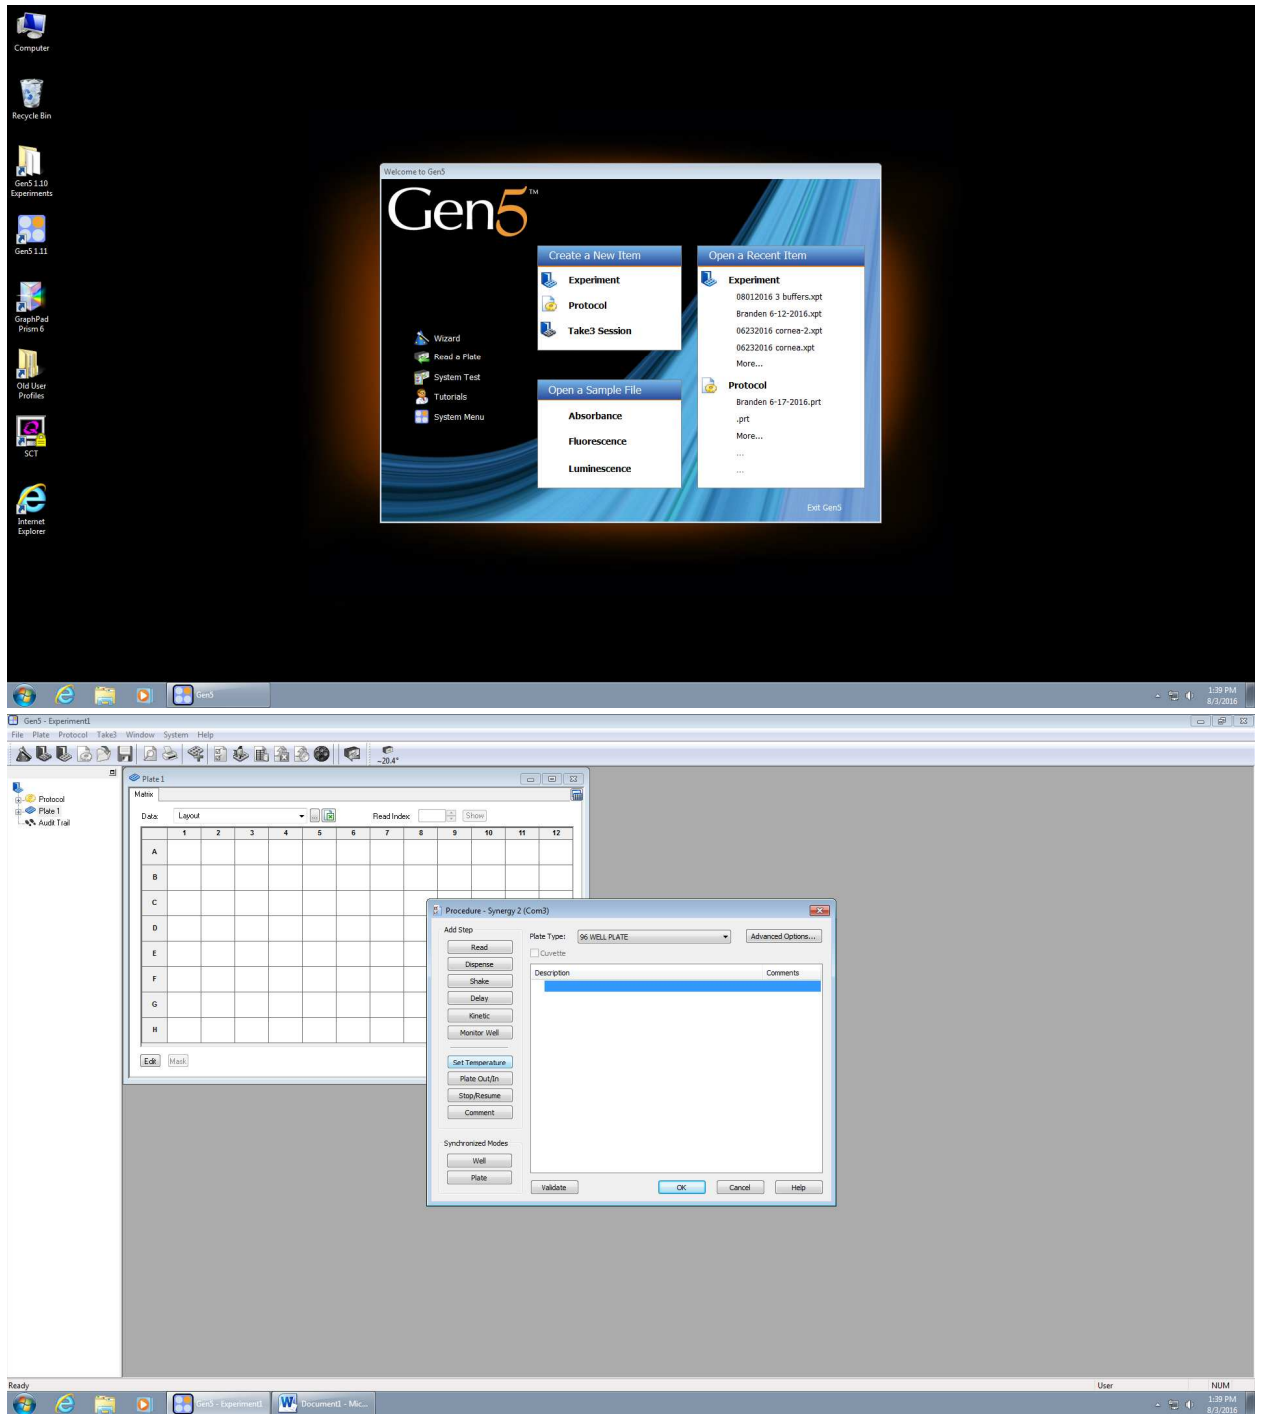 Computer
Recycle Bin
Gen5 1.10
Experiments
Gen5 1.11
GraphPad
Prism 6
Old User
Profiles
SCT
Internet
Explorer
Welcome to Gen5
Gen5™
Wizard
Read a Plate
System Test
Tutorials
System Menu
Create a New Item
Experiment
Protocol
Take3 Session
Open a Sample File
Absorbance
Fluorescence
Luminescence
Open a Recent Item
Experiment
08012016 3 buffers.xpt
Branden 6-12-2016.xpt
06232016 cornea-2.xpt
06232016 cornea.xpt
More...
Protocol
Branden 6-17-2016.prt
.prt
More...
...
...
Exit Gen5
Gen5
1:39 PM
8/3/2016
Gen5 - Experiment1
File Plate Protocol Take3 Window System Help
~20.4°
Protocol
Plate 1
Audit Trail
Plate 1
Matrix
Data: Layout ... Read Index: Show
1 2 3 4 5 6 7 8 9 10 11 12
A
B
C
D
E
F
G
H
Edit Mask
Procedure - Synergy 2 (Com3)
Add Step
Read
Dispense
Shake
Delay
Kinetic
Monitor Well
Set Temperature
Plate Out/In
Stop/Resume
Comment
Synchronized Modes
Well
Plate
Plate Type: 96 WELL PLATE Advanced Options...
Cuvette
Description Comments
Validate OK Cancel Help
Ready User NUM
Gen5 - Experiment1 Document1 - Mic...
1:39 PM
8/3/2016